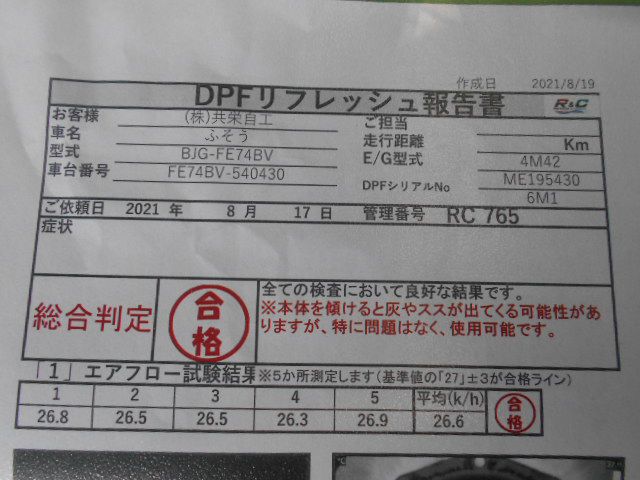 作成日 2021/8/19
DPFリフレッシュ報告書 R&C
お客様 (株)共栄自工 ご担当
車名 ふそう 走行距離 Km
型式 BJG-FE74BV E/G型式 4M42
車台番号 FE74BV-540430 DPFシリアルNo ME195430
6M1
ご依頼日 2021 年 8 月 17 日 管理番号 RC 765
症状
総合判定 合格 全ての検査において良好な結果です。
※本体を傾けると灰やススが出てくる可能性があ
りますが、特に問題はなく、使用可能です。
「1」エアフロー試験結果※5か所測定します(基準値の「27」±3が合格ライン)
1 2 3 4 5 平均(k/h) 合格
26.8 26.5 26.5 26.3 26.9 26.6